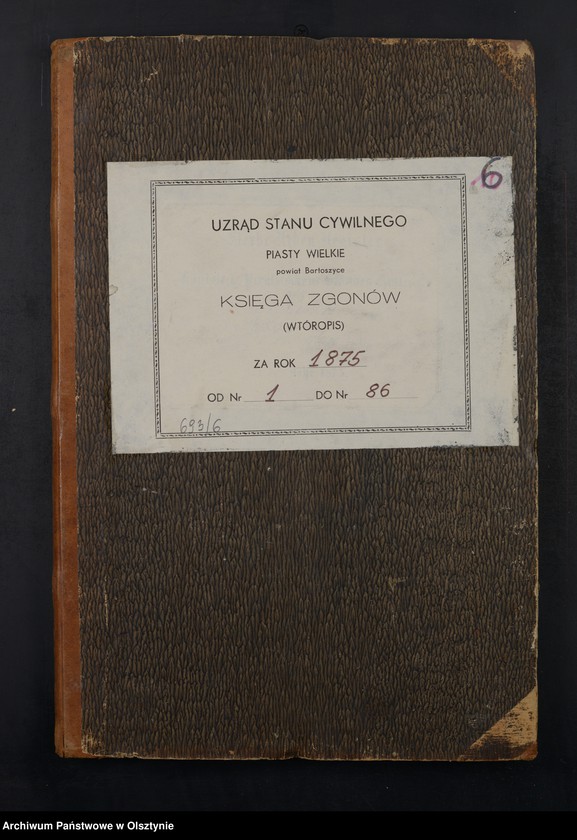 6
UZRĄD STANU CYWILNEGO
PIASTY WIELKIE
powiat Bartoszyce
KSIĘGA ZGONÓW
(WTÓROPIS)
ZA ROK 1875
OD Nr 1 DO Nr 86
693/6
Archiwum Państwowe w Olsztynie